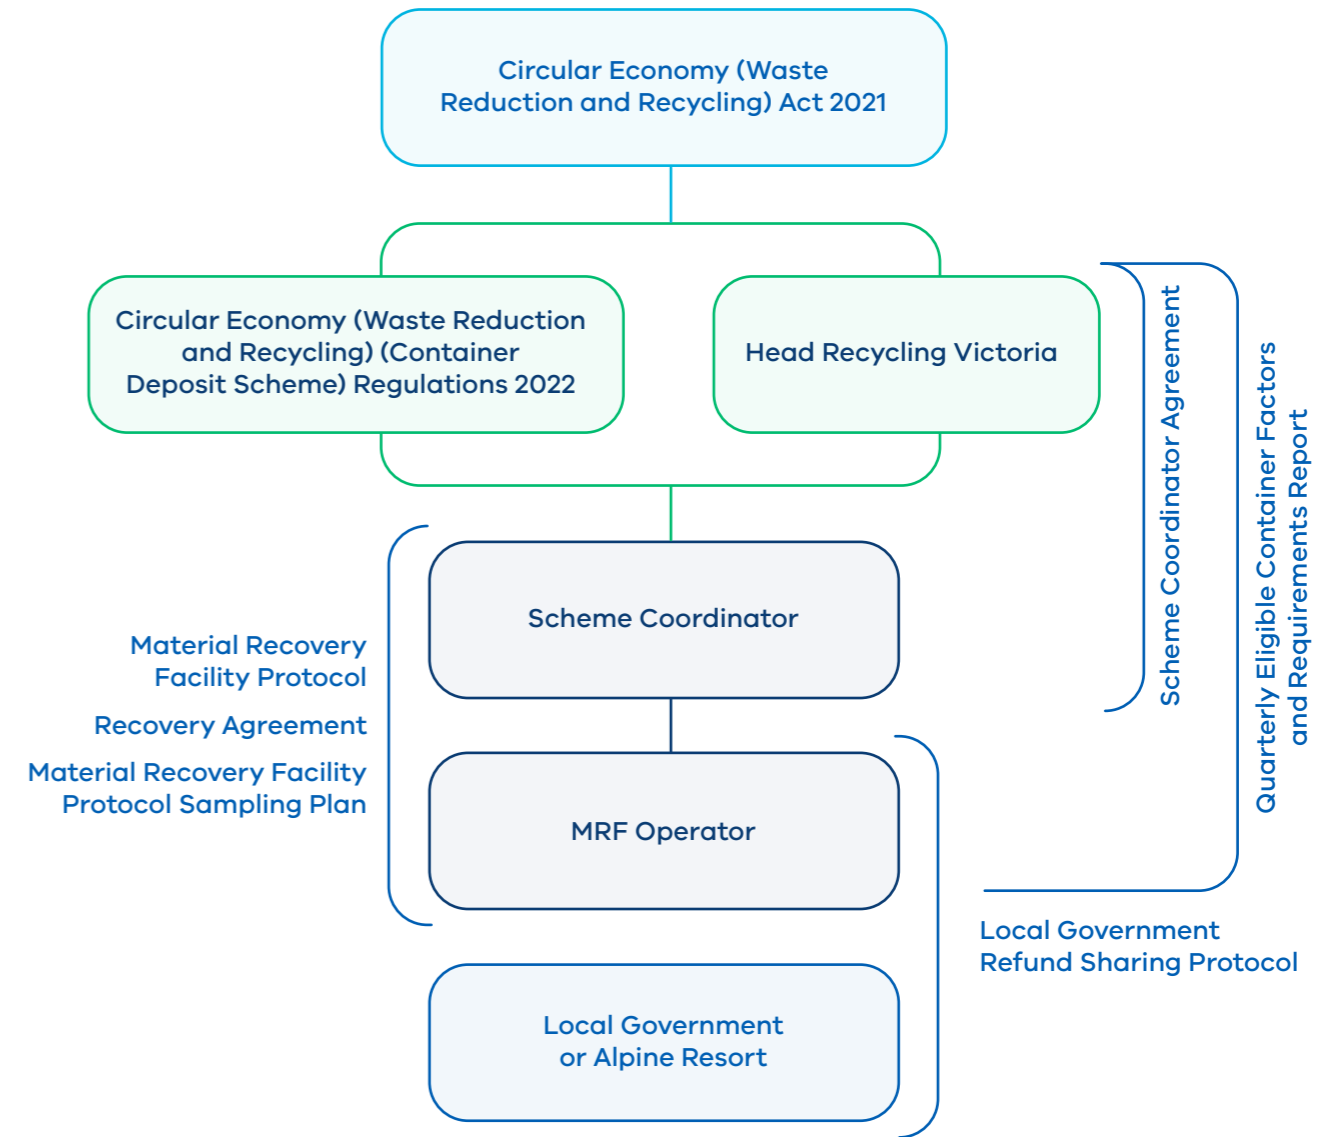 Circular Economy (Waste
Reduction and Recycling) Act 2021
Circular Economy (Waste Reduction
and Recycling) (Container
Deposit Scheme) Regulations 2022
Head Recycling Victoria
Scheme Coordinator Agreement
Quarterly Eligible Container Factors
and Requirements Report
Scheme Coordinator
Material Recovery
Facility Protocol
Recovery Agreement
Material Recovery Facility
Protocol Sampling Plan
MRF Operator
Local Government
Refund Sharing Protocol
Local Government
or Alpine Resort